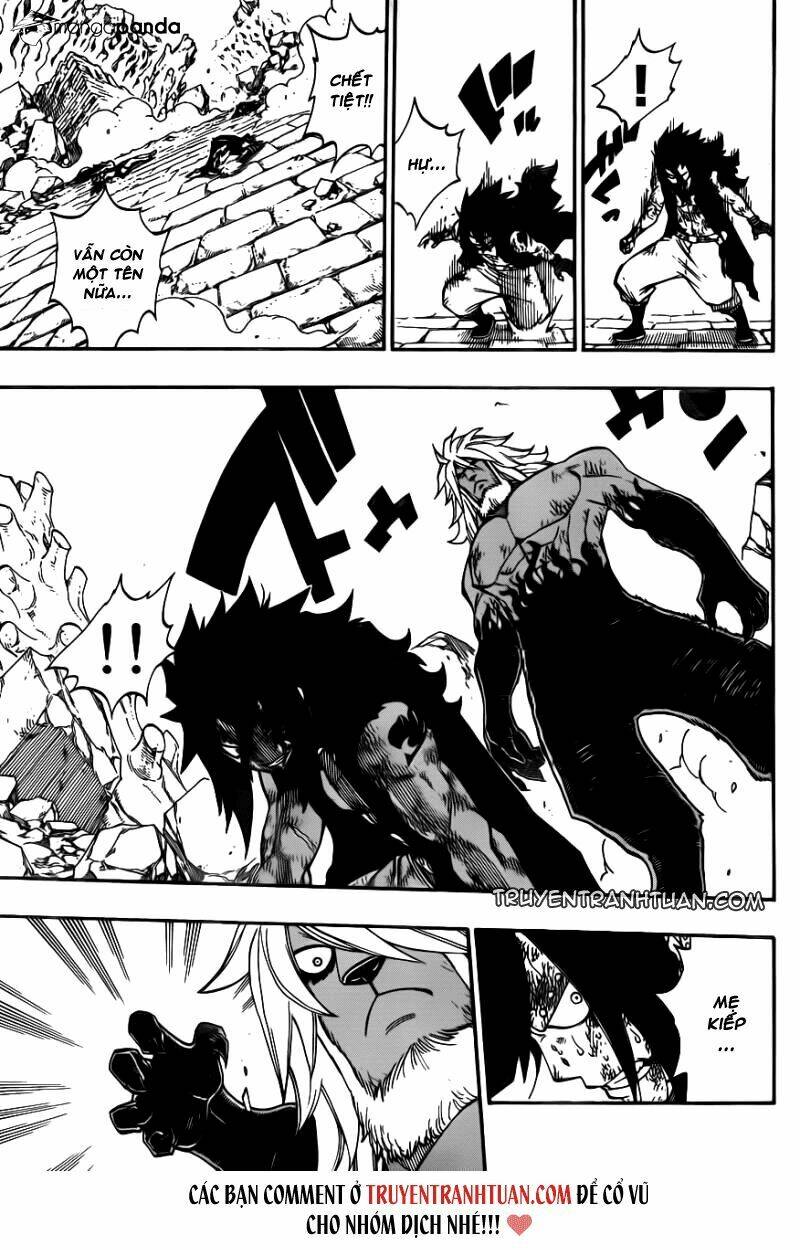 mangapanda
!
HỰ...
CHẾT
TIỆT!!
VẪN CÒN
MỘT TÊN
NỮA...
!!
TRUYENTRANHTUAN.COM
MẸ
KIẾP
...
CÁC BẠN COMMENT Ở TRUYENTRANHTUAN.COM ĐỂ CỔ VŨ
CHO NHÓM DỊCH NHÉ!!! ❤